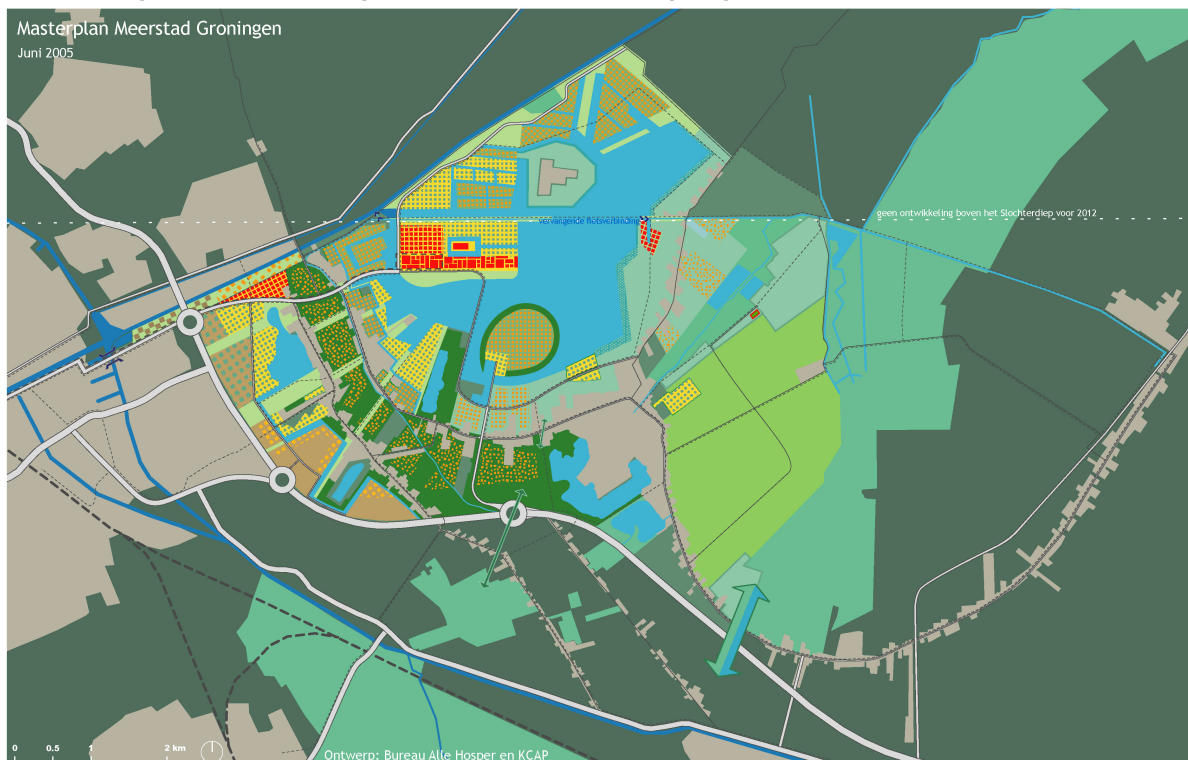 Masterplan Meerstad Groningen
Juni 2005
vervangende fietsverbinding
geen ontwikkeling boven het Slochterdiep voor 2012
0 0.5 1 2 km
Ontwerp: Bureau Alle Hosper en KCAP